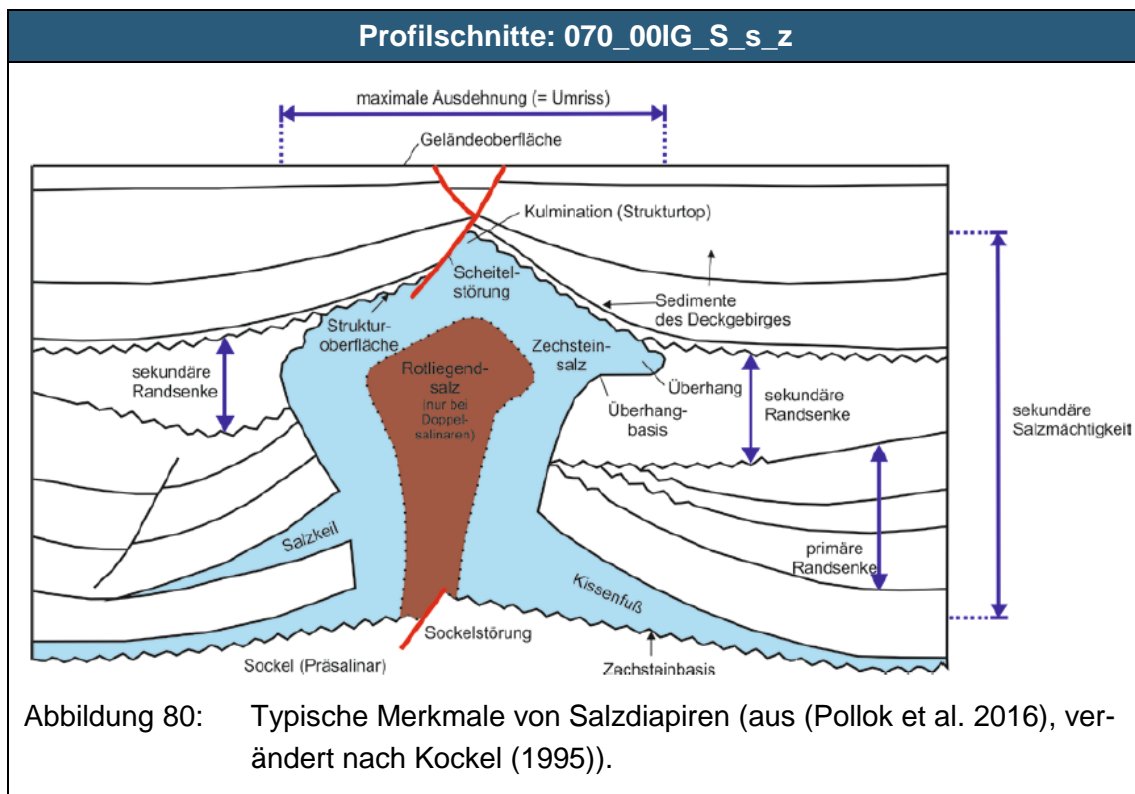 Profilschnitte: 070_00IG_S_s_z
maximale Ausdehnung (= Umriss)
Geländeoberfläche
Kulmination (Strukturtop)
Scheitel-
störung
Sedimente
des Deckgebirges
Struktur-
oberfläche
Zechstein-
salz
sekundäre
Randsenke
Rotliegend-
salz
(nur bei
Doppel-
salinaren)
Überhang
Überhang-
basis
sekundäre
Randsenke
sekundäre
Salzmächtigkeit
Salzkeil
primäre
Randsenke
Kissenfuß
Sockelstörung
Sockel (Präsalinar)
Zechsteinbasis
Abbildung 80: Typische Merkmale von Salzdiapiren (aus (Pollok et al. 2016), ver-
ändert nach Kockel (1995)).